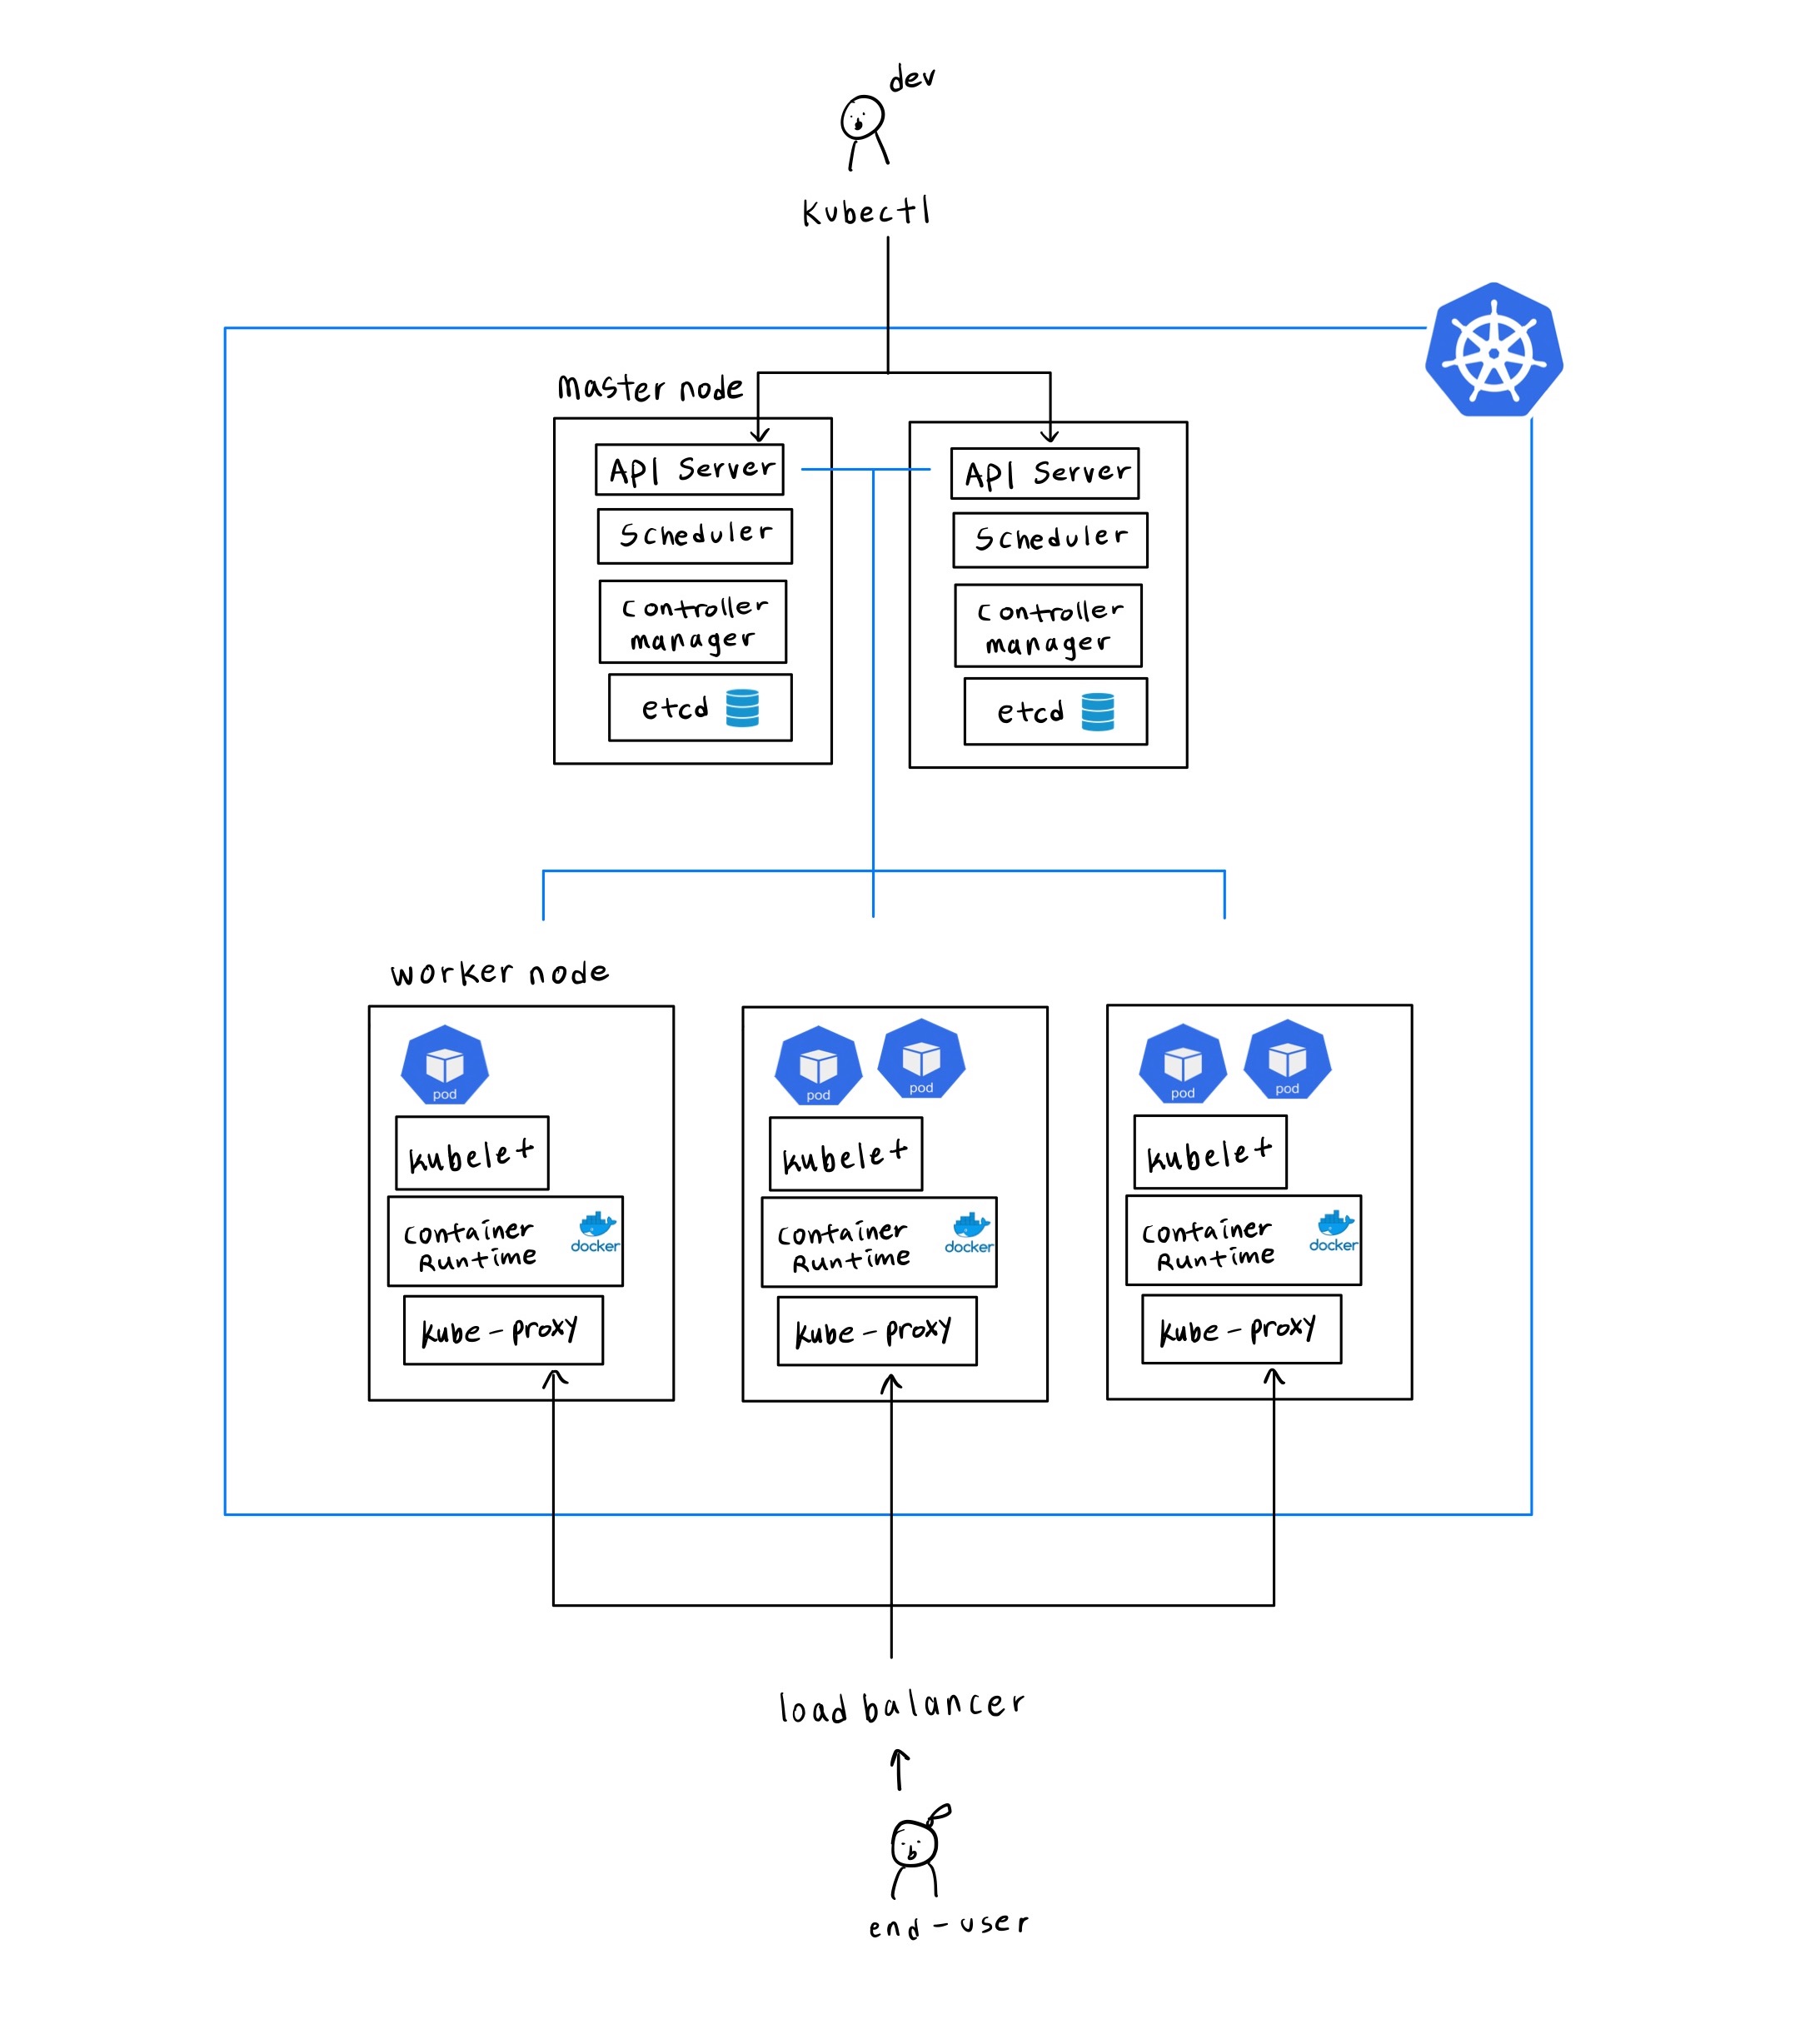 dev
Kubectl
Master node
API Server
Scheduler
Controller
manager
etcd
API Server
Scheduler
Controller
manager
etcd
worker node
pod
kubelet
Container
Runtime
docker
kube-proxy
pod
pod
kubelet
Container
Runtime
docker
kube-proxy
pod
pod
kubelet
Container
Runtime
docker
kube-proxy
load balancer
end-user